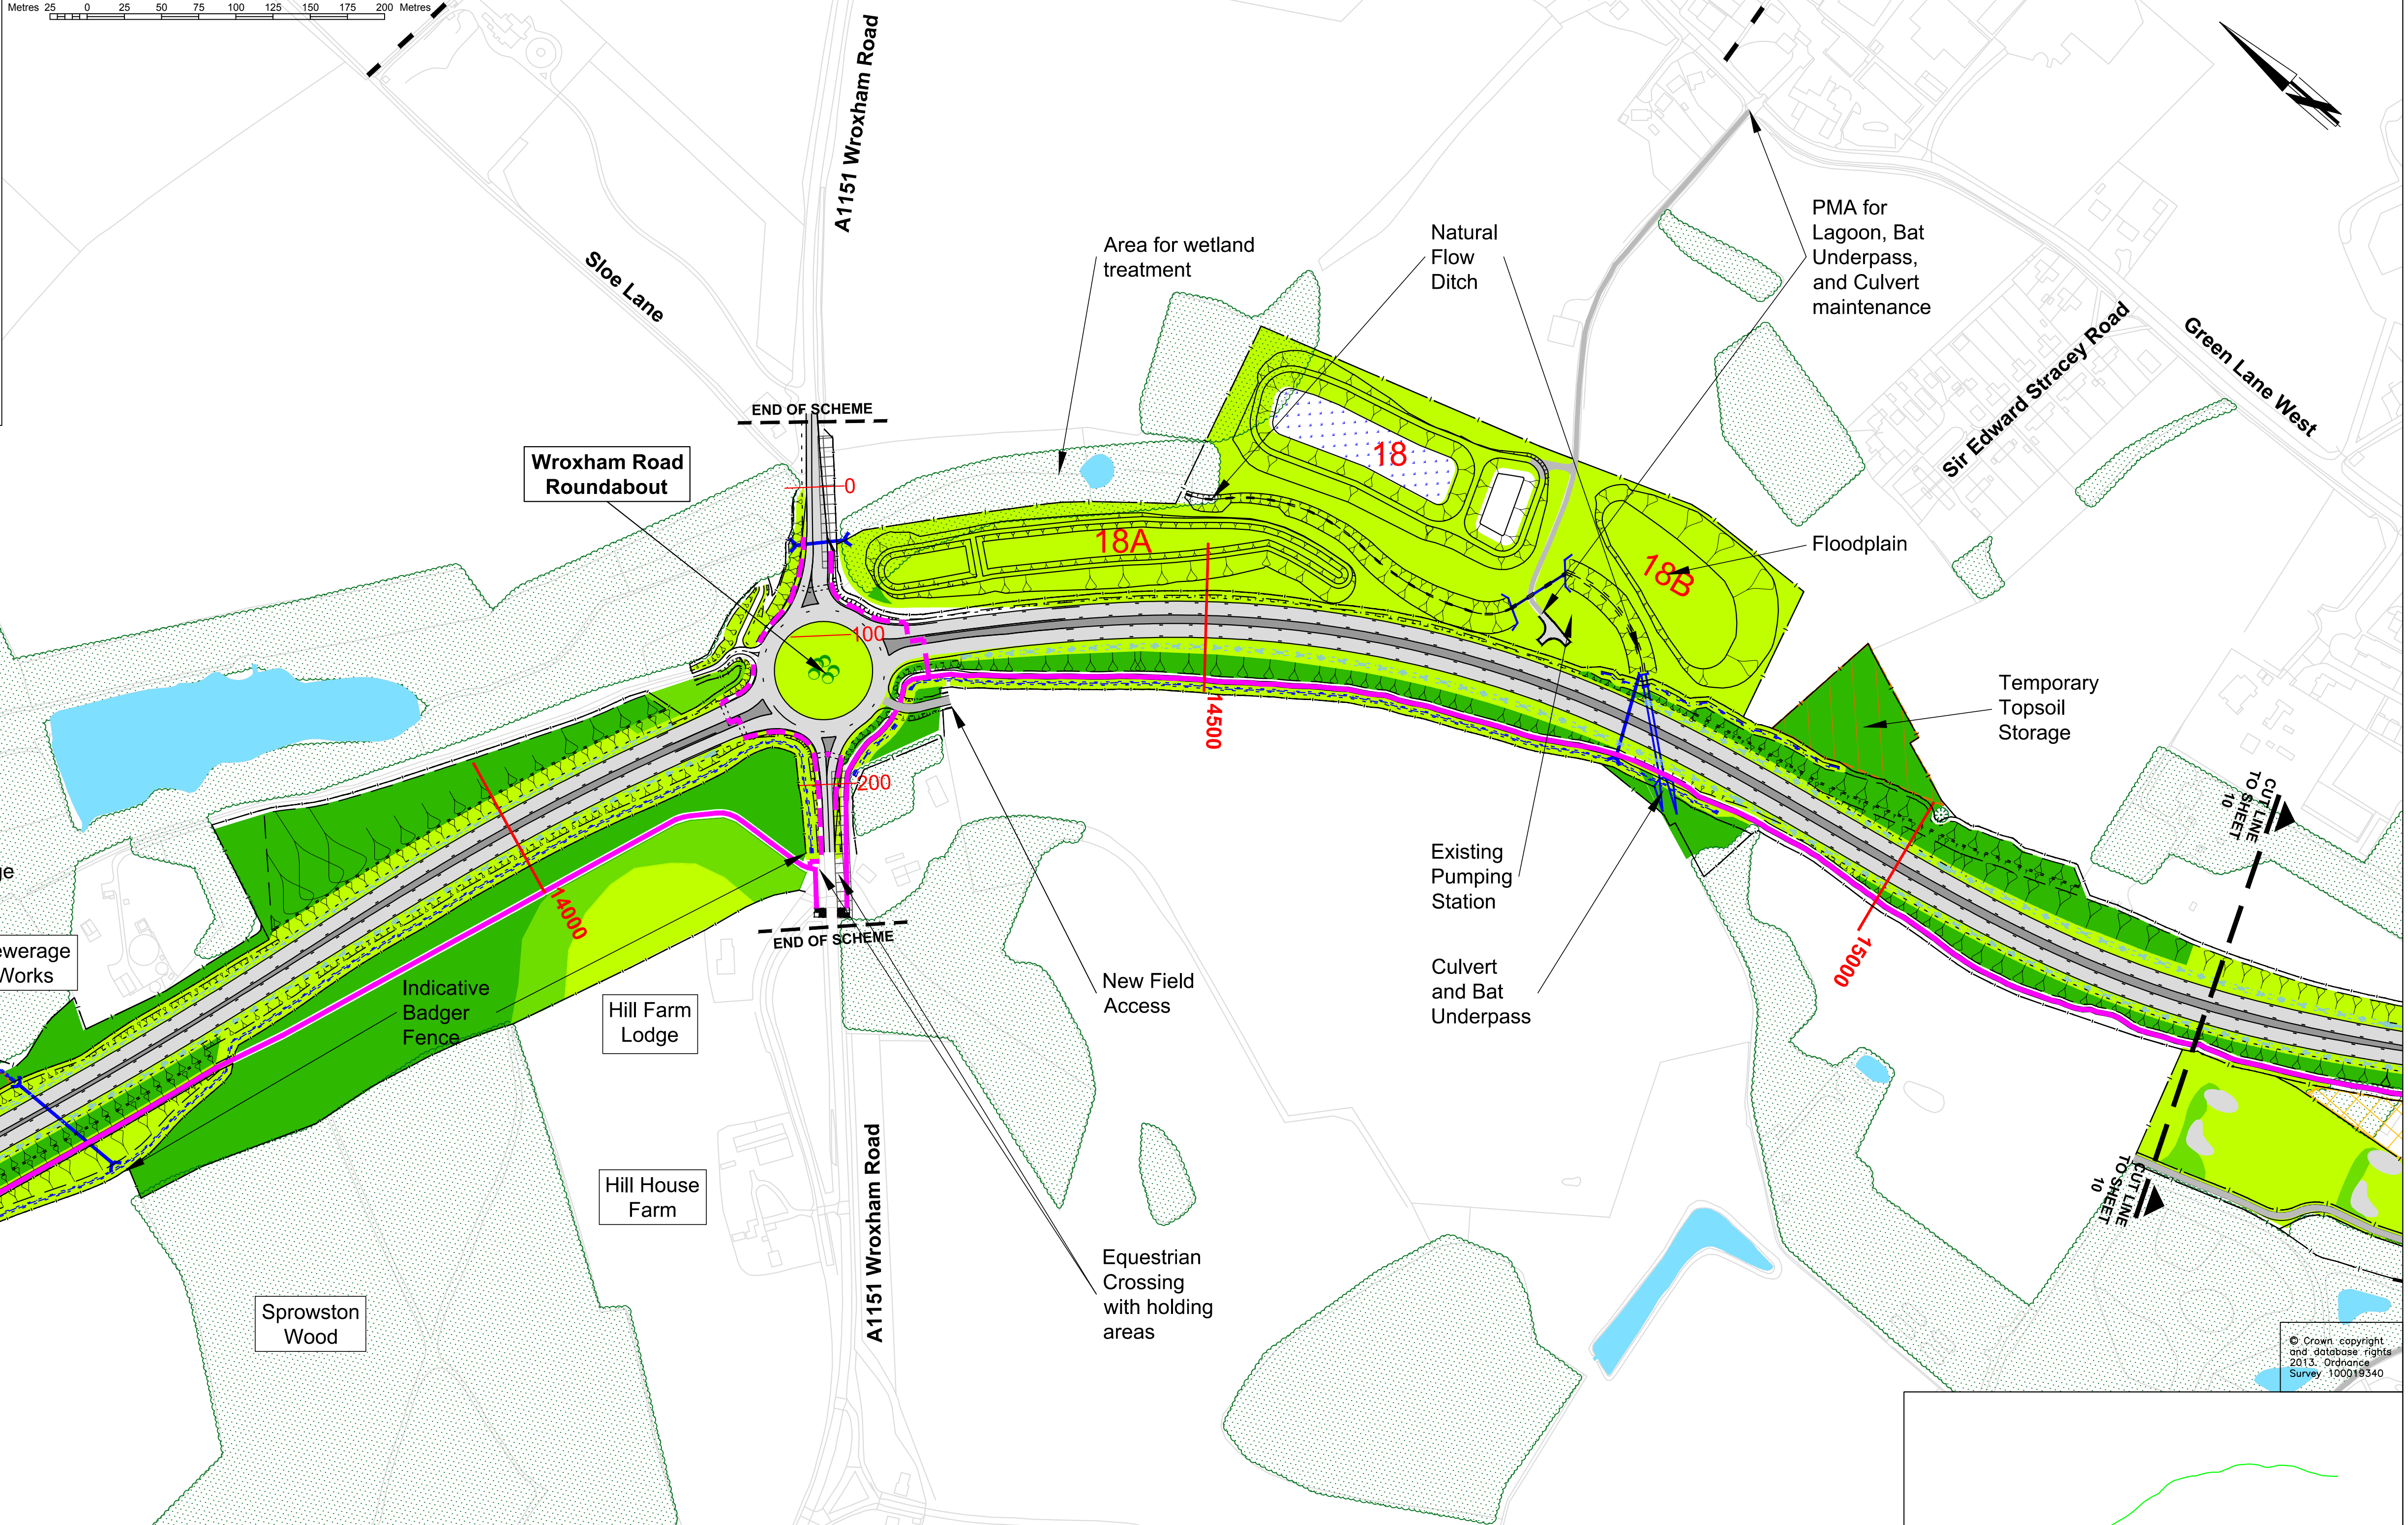 Metres 25 0 25 50 75 100 125 150 175 200 Metres
A1151 Wroxham Road
Sloe Lane
Area for wetland
treatment
Natural
Flow
Ditch
PMA for
Lagoon, Bat
Underpass,
and Culvert
maintenance
Sir Edward Stracey Road
Green Lane West
N
END OF SCHEME
Wroxham Road
Roundabout
0
100
200
18
18A
18B
Floodplain
14500
Temporary
Topsoil
Storage
CUT LINE
TO SHEET
10
14000
15000
Existing
Pumping
Station
END OF SCHEME
Works
Indicative
Badger
Fence
Hill Farm
Lodge
New Field
Access
Culvert
and Bat
Underpass
Hill House
Farm
A1151 Wroxham Road
CUT LINE
TO SHEET
10
Equestrian
Crossing
with holding
areas
Sprowston
Wood
© Crown copyright
and database rights
2013. Ordnance
Survey 100019340